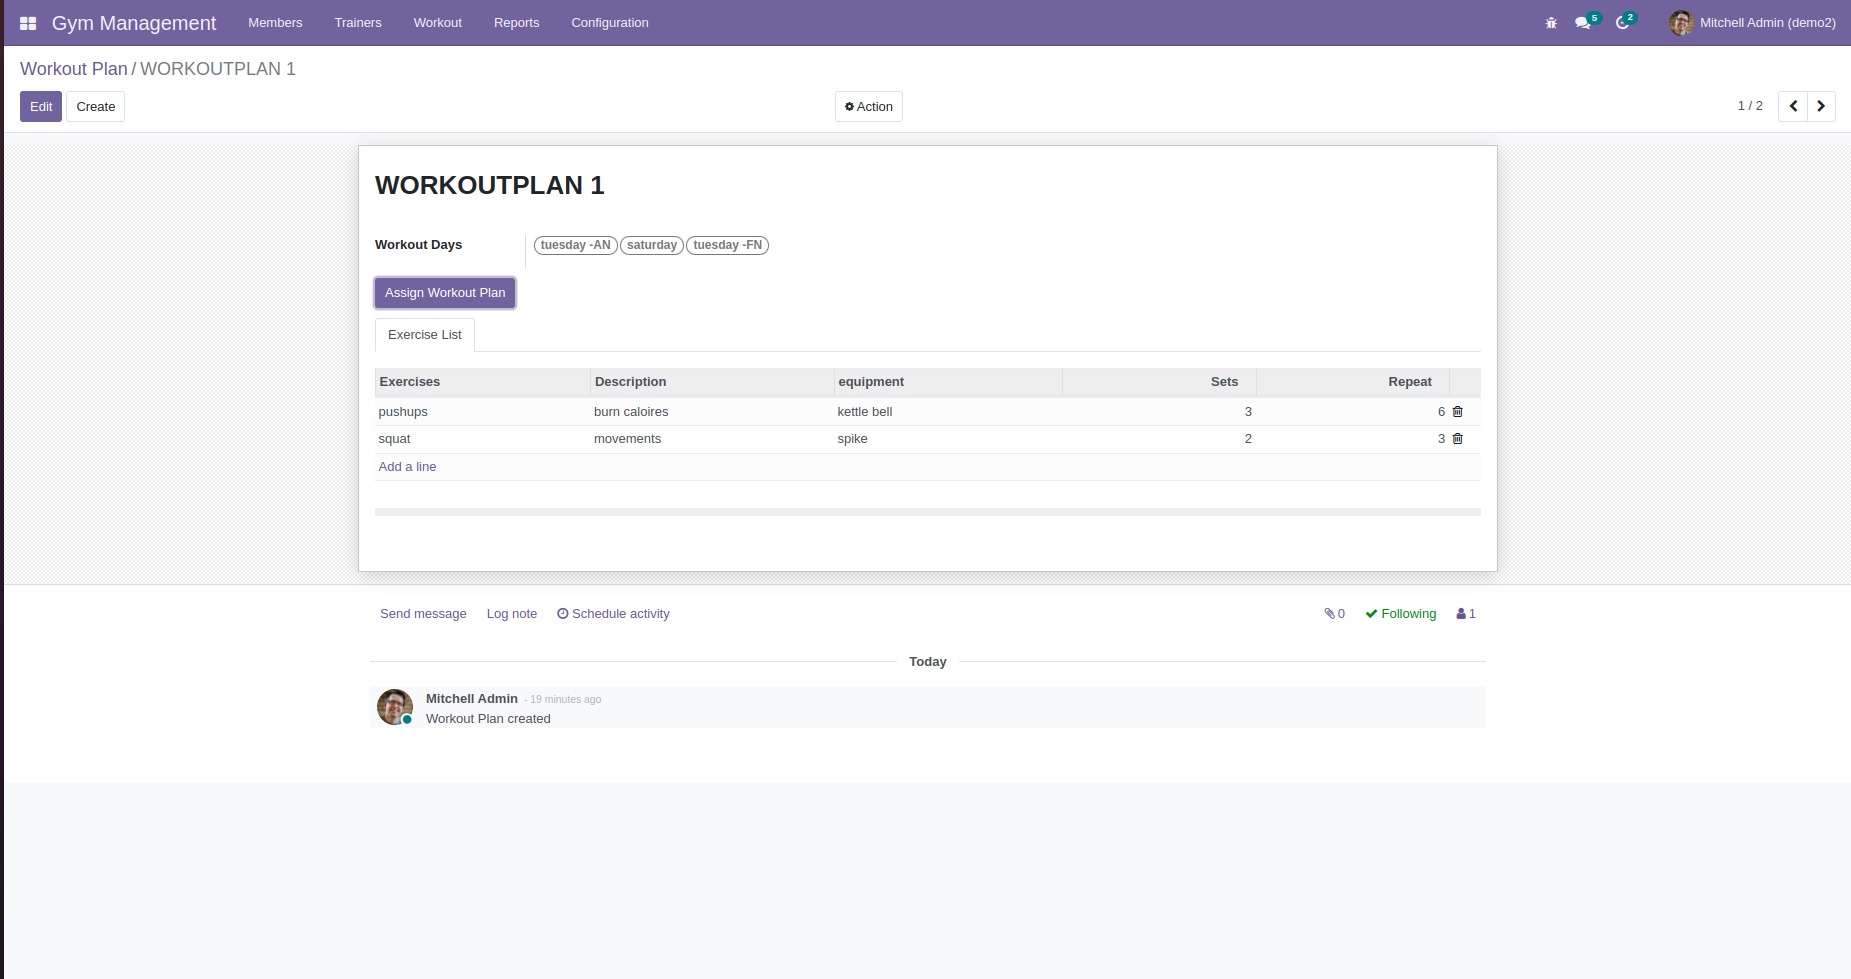 Gym Management Members Trainers Workout Reports Configuration 5 2 Mitchell Admin (demo2)
Workout Plan / WORKOUTPLAN 1
Edit Create Action 1 / 2
WORKOUTPLAN 1
Workout Days tuesday -AN saturday tuesday -FN
Assign Workout Plan
Exercise List
Exercises Description equipment Sets Repeat
pushups burn caloires kettle bell 3 6
squat movements spike 2 3
Add a line
Send message Log note Schedule activity 0 Following 1
Today
Mitchell Admin - 19 minutes ago
Workout Plan created